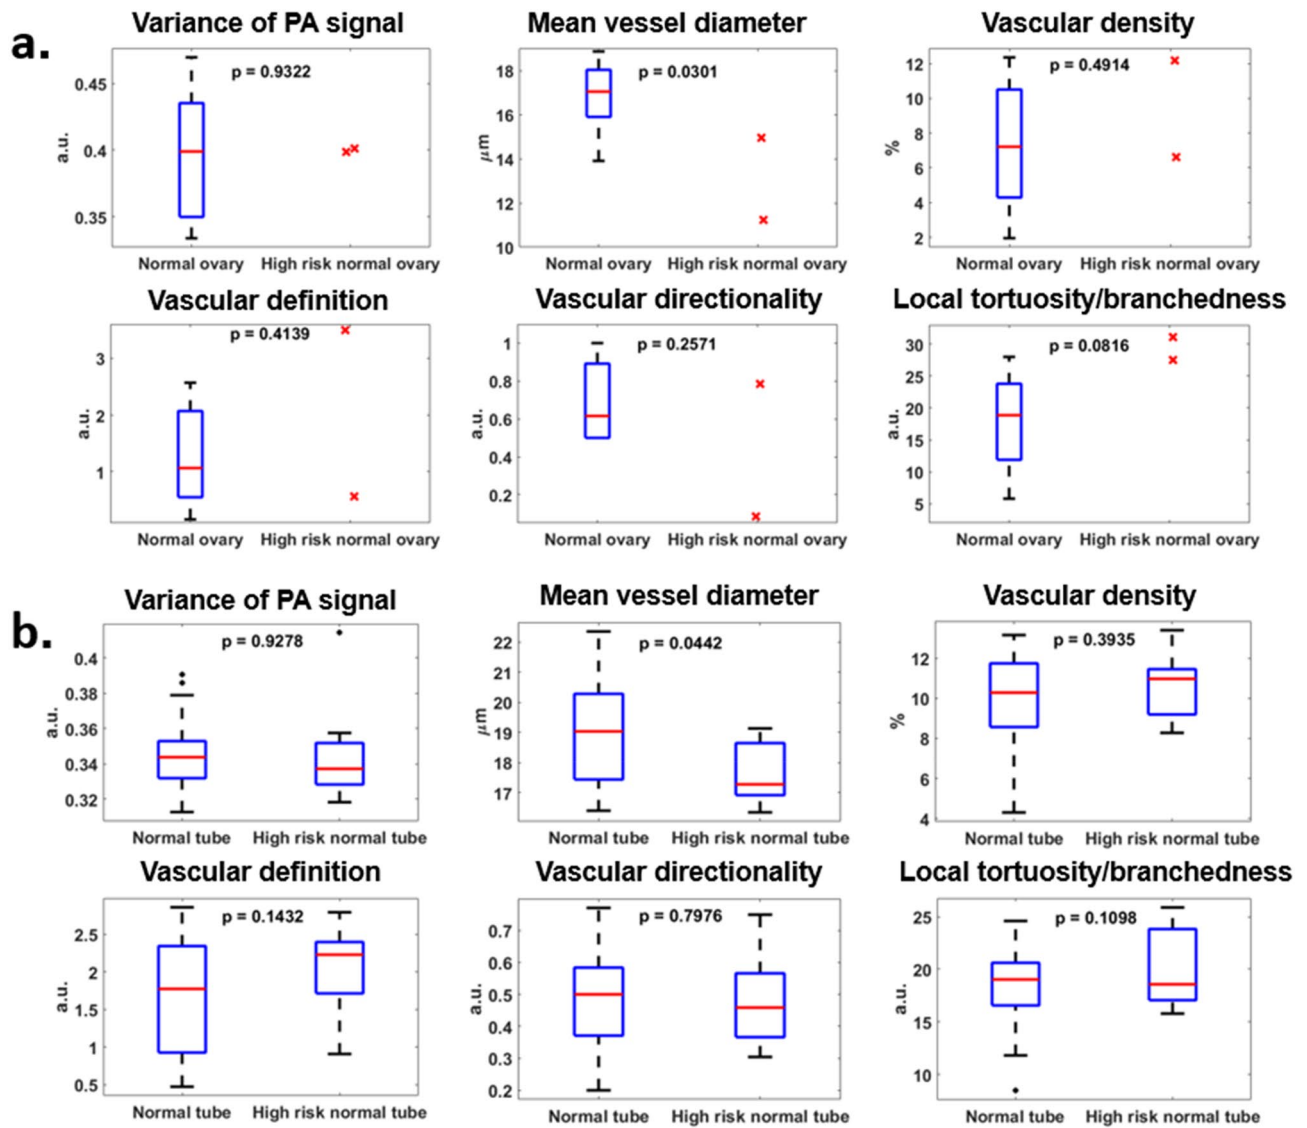 a.
Variance of PA signal
p = 0.9322
0.45
0.4
0.35
a.u.
Normal ovary High risk normal ovary
Mean vessel diameter
p = 0.0301
18
16
14
12
10
μm
Normal ovary High risk normal ovary
Vascular density
p = 0.4914
12
10
8
6
4
2
%
Normal ovary High risk normal ovary
Vascular definition
p = 0.4139
3
2
1
a.u.
Normal ovary High risk normal ovary
Vascular directionality
p = 0.2571
1
0.8
0.6
0.4
0.2
a.u.
Normal ovary High risk normal ovary
Local tortuosity/branchedness
p = 0.0816
30
25
20
15
10
5
a.u.
Normal ovary High risk normal ovary
b.
Variance of PA signal
p = 0.9278
0.4
0.38
0.36
0.34
0.32
a.u.
Normal tube High risk normal tube
Mean vessel diameter
p = 0.0442
22
21
20
19
18
17
μm
Normal tube High risk normal tube
Vascular density
p = 0.3935
12
10
8
6
4
%
Normal tube High risk normal tube
Vascular definition
p = 0.1432
2.5
2
1.5
1
0.5
a.u.
Normal tube High risk normal tube
Vascular directionality
p = 0.7976
0.7
0.6
0.5
0.4
0.3
0.2
a.u.
Normal tube High risk normal tube
Local tortuosity/branchedness
p = 0.1098
25
20
15
10
a.u.
Normal tube High risk normal tube